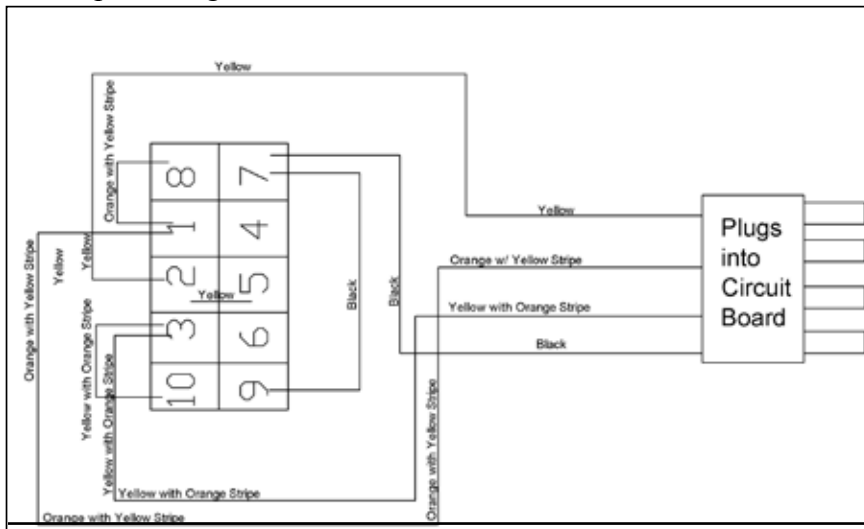 Yellow
Orange with Yellow Stripe
8
7
1
4
2
5
3
6
10
9
Yellow
Yellow
Yellow
Orange with Yellow Stripe
Yellow with Orange Stripe
Yellow with Orange Stripe
Black
Black
Yellow
Orange w/ Yellow Stripe
Yellow with Orange Stripe
Black
Plugs
into
Circuit
Board
Orange with Yellow Stripe
Yellow with Orange Stripe
Orange with Yellow Stripe